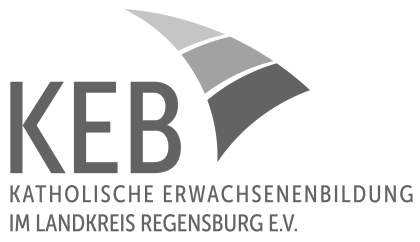 KEB
KATHOLISCHE ERWACHSENENBILDUNG
IM LANDKREIS REGENSBURG E.V.